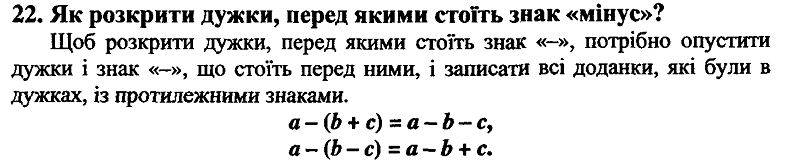 22. Як розкрити дужки, перед якими стоїть знак «мінус»?
Щоб розкрити дужки, перед якими стоїть знак «–», потрібно опустити
дужки і знак «–», що стоїть перед ними, і записати всі доданки, які були в
дужках, із протилежними знаками.
a – (b + c) = a – b – c,
a – (b – c) = a – b + c.